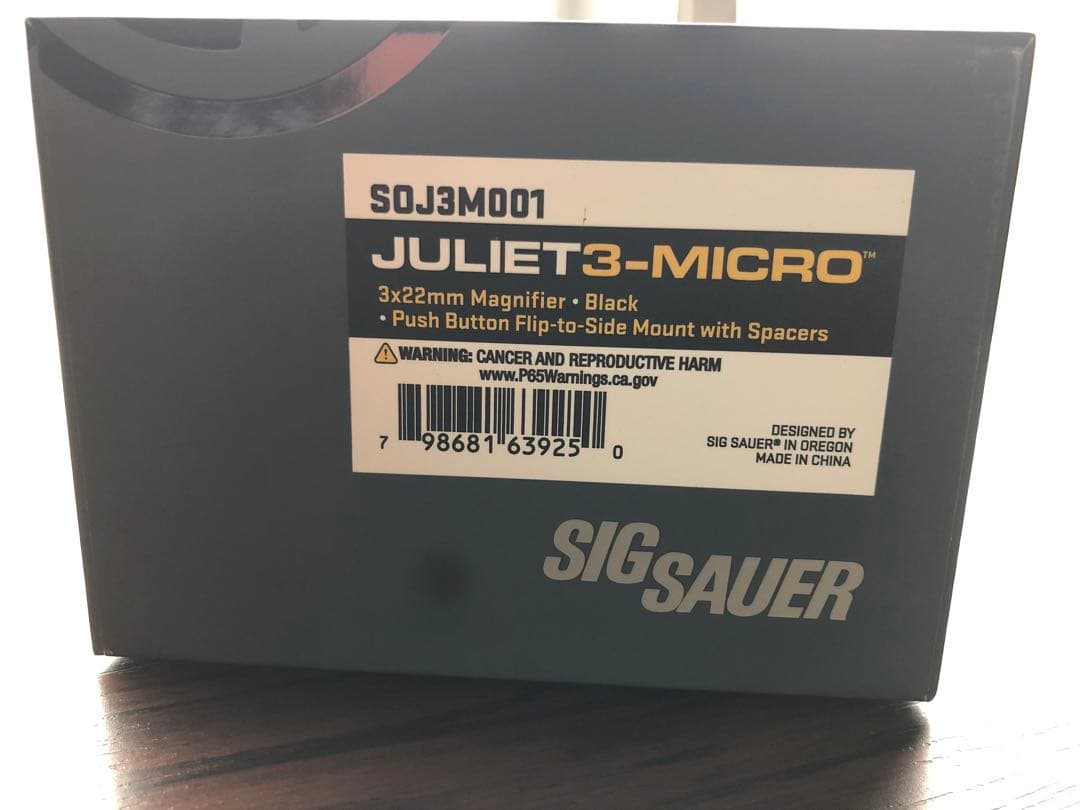 SOJ3M001
JULIET3-MICRO™
3x22mm Magnifier • Black
• Push Button Flip-to-Side Mount with Spacers
⚠ WARNING: CANCER AND REPRODUCTIVE HARM
www.P65Warnings.ca.gov
7 98681 63925 0
DESIGNED BY
SIG SAUER® IN OREGON
MADE IN CHINA
SIG SAUER